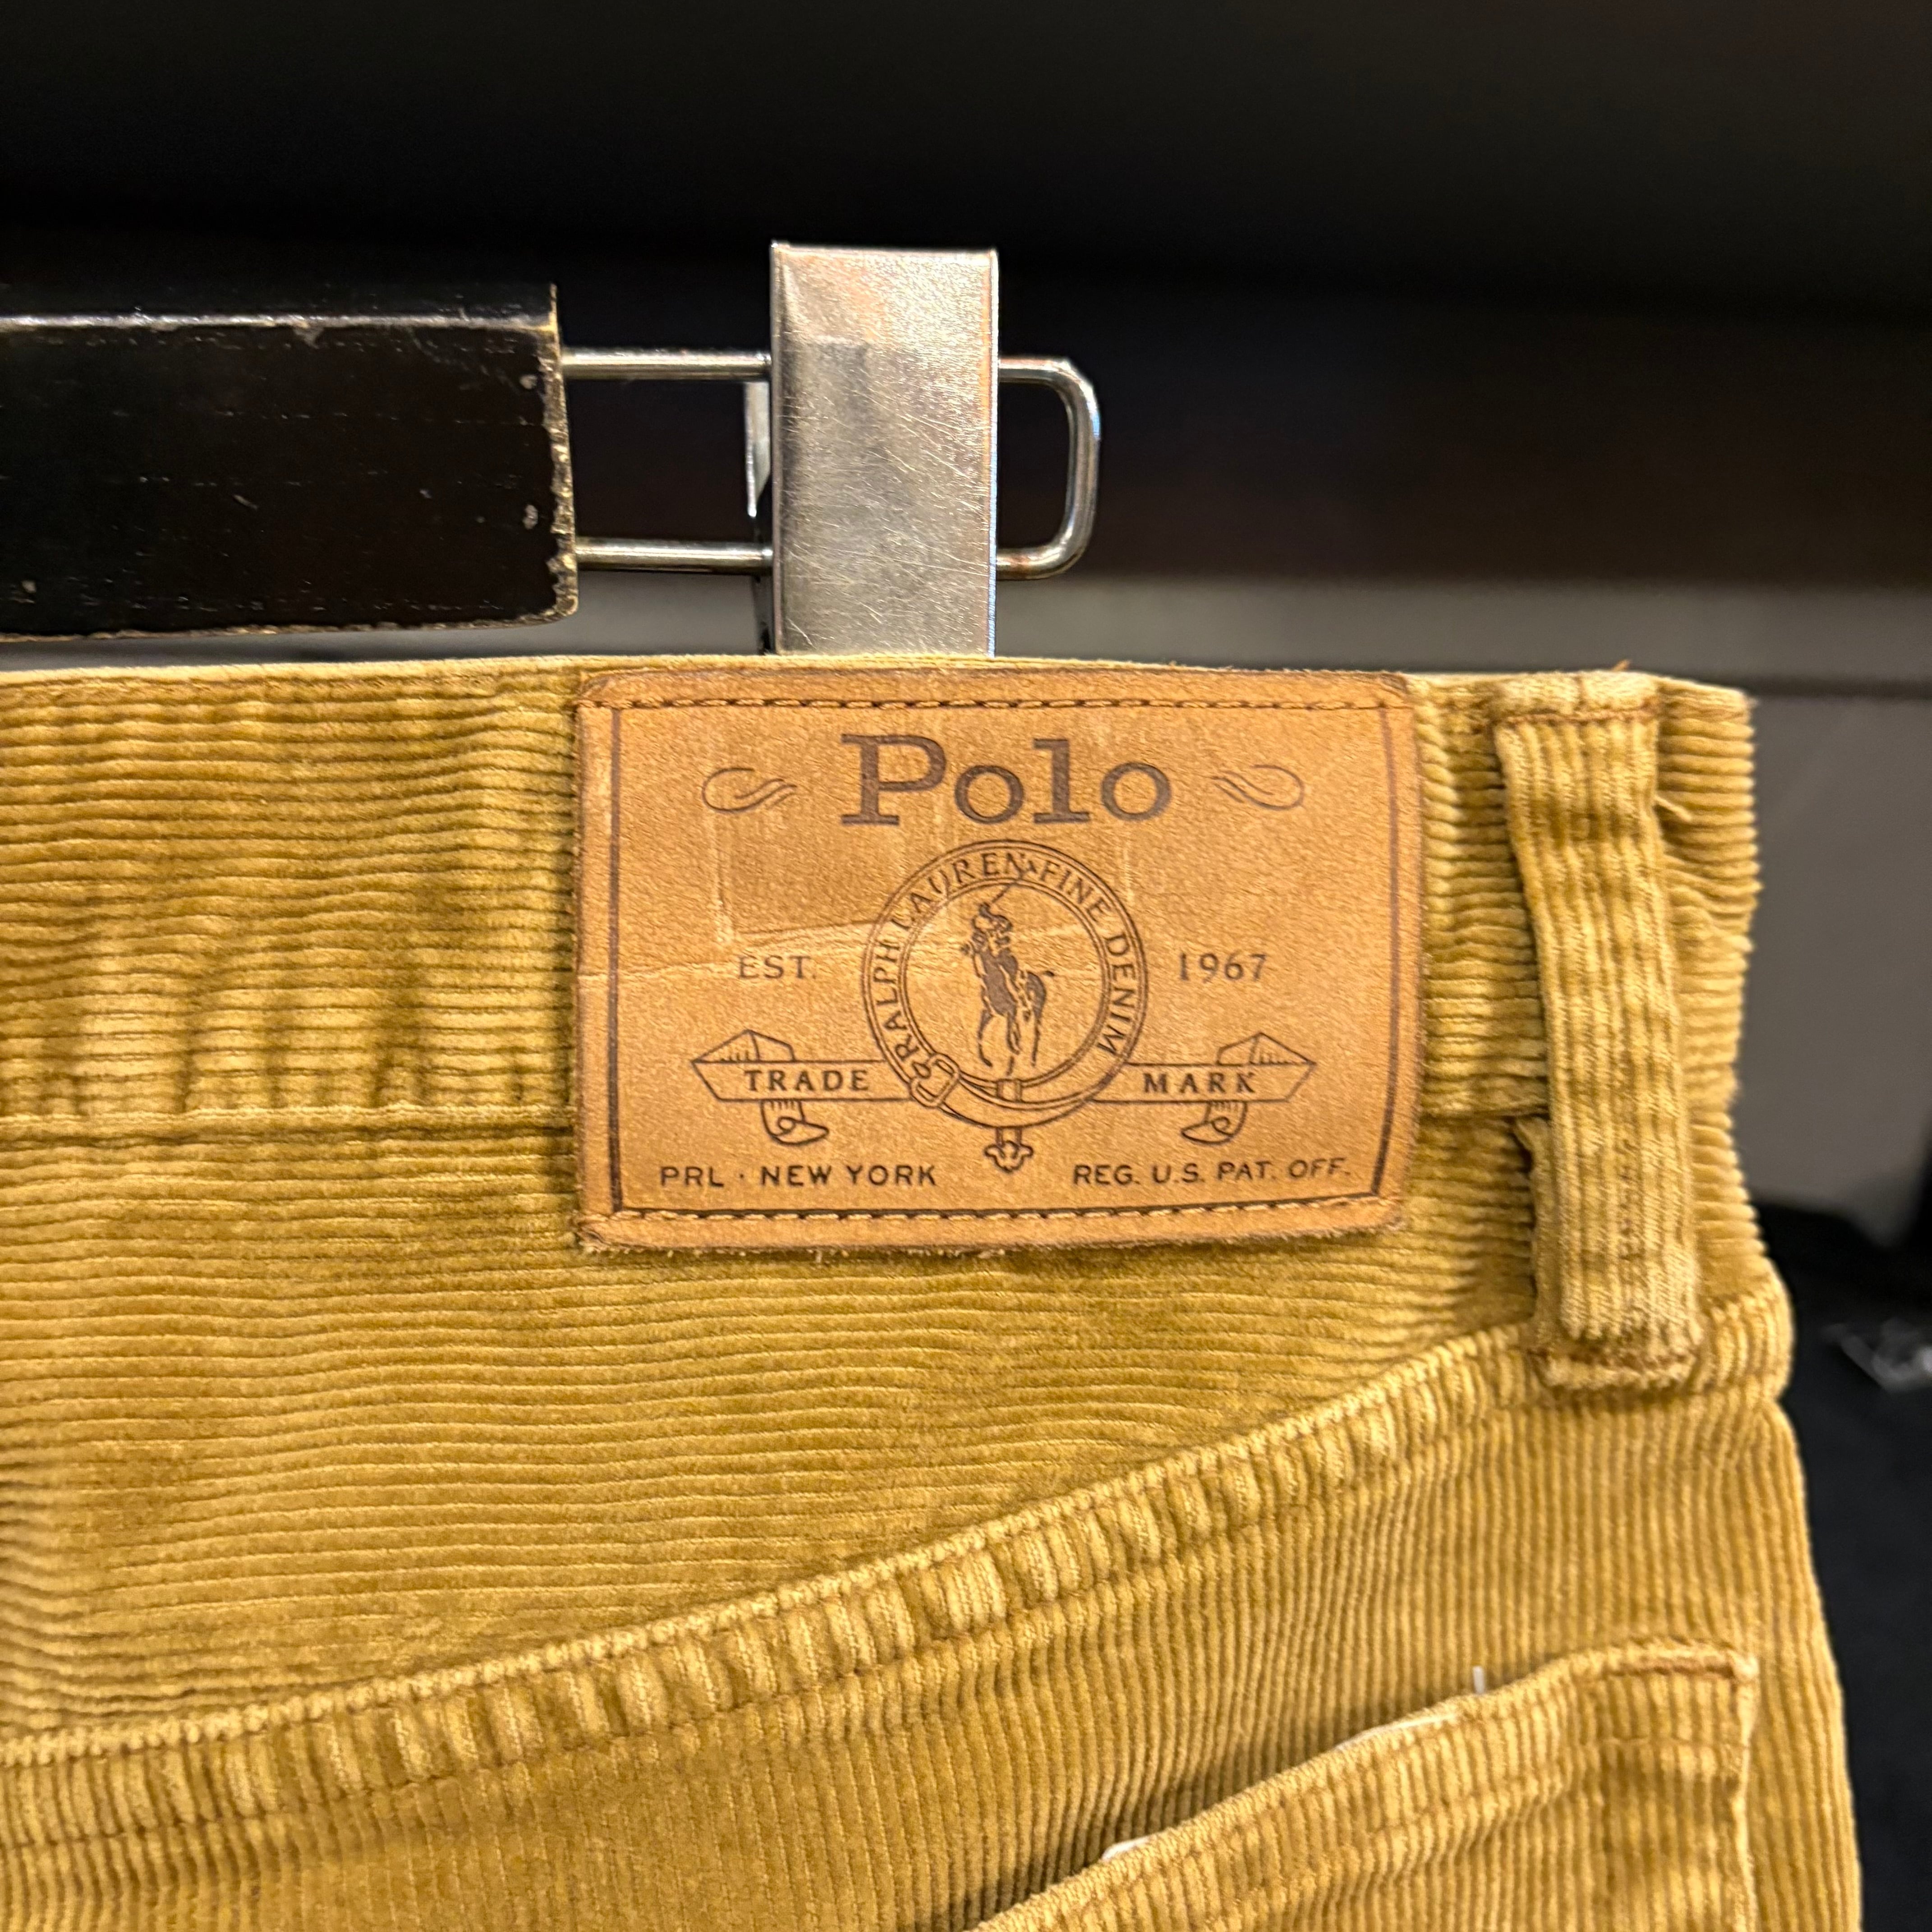 Polo
RALPH LAUREN FINE DENIM
EST. 1967
TRADE MARK
PRL · NEW YORK REG. U.S. PAT. OFF.